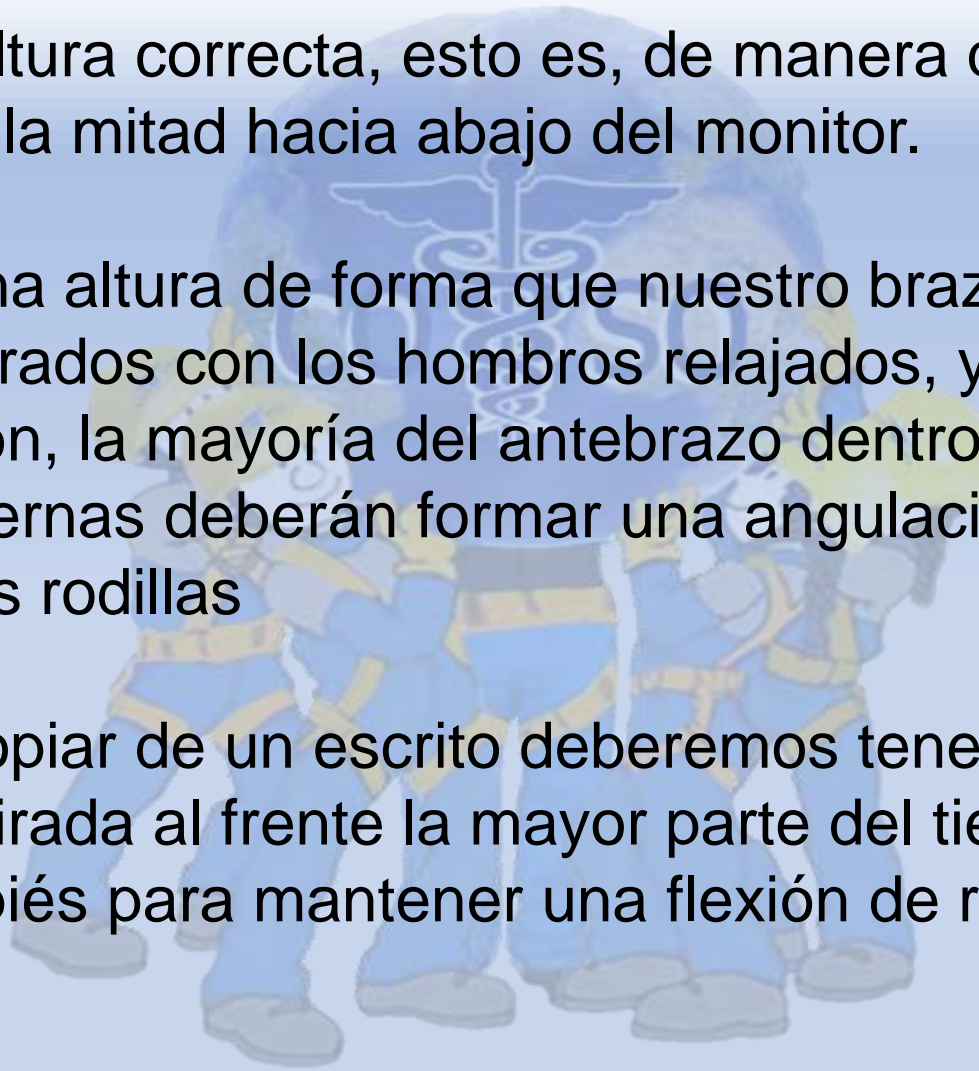 ltura correcta, esto es, de manera
la mitad hacia abajo del monitor.
na altura de forma que nuestro braz
rados con los hombros relajados, y
ón, la mayoría del antebrazo dentro
ernas deberán formar una angulaci
s rodillas
opiar de un escrito deberemos tene
irada al frente la mayor parte del tie
piés para mantener una flexión de r